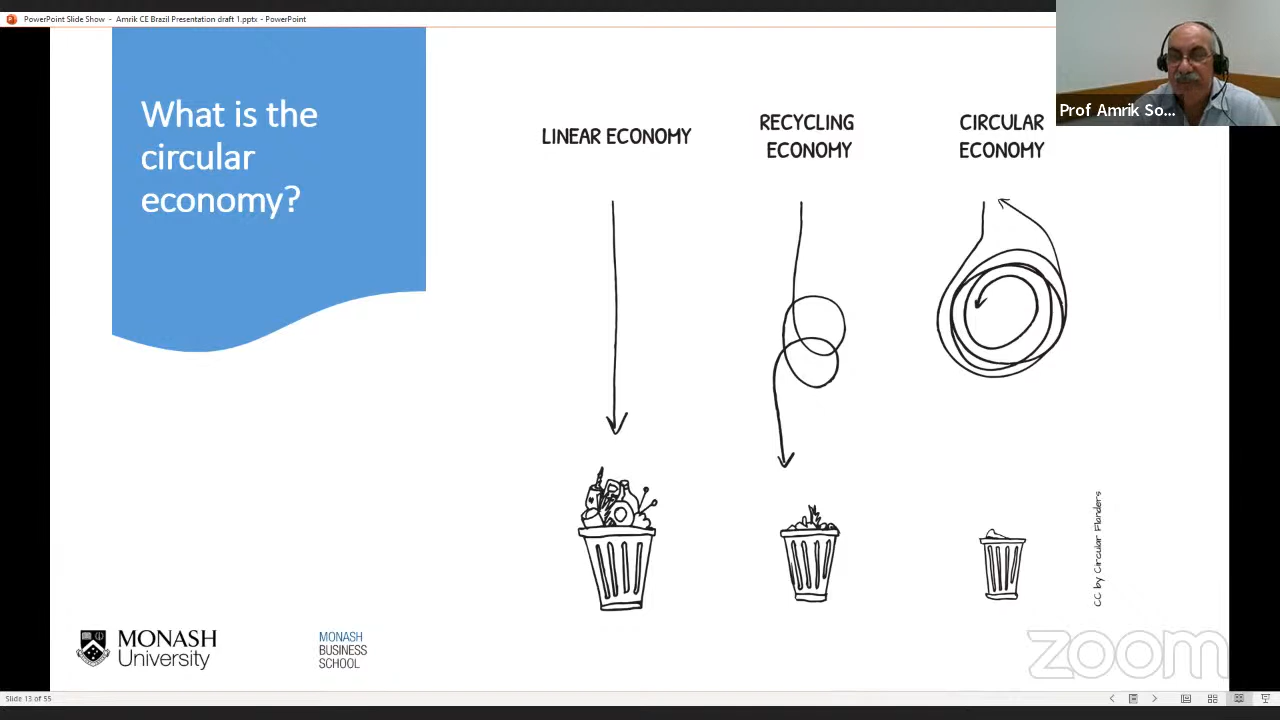 PowerPoint Slide Show - Amrik CE Brazil Presentation draft 1.pptx - PowerPoint
Prof Amrik So...
What is the
circular
economy?
LINEAR ECONOMY
RECYCLING
ECONOMY
CIRCULAR
ECONOMY
CC by Circular Flanders
MONASH
University
MONASH
BUSINESS
SCHOOL
zoom
Slide 13 of 55